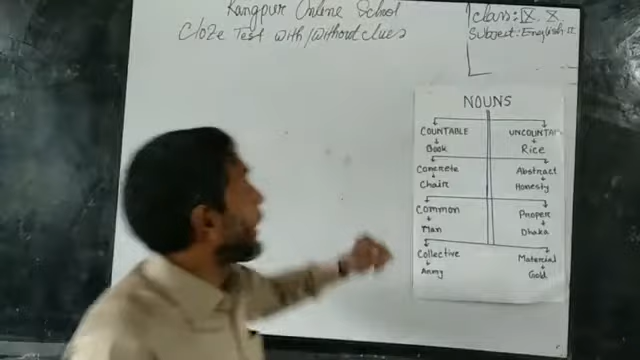 Rangpur Online School
Cloze Test with/without clues
class: IX. X
Subject: English II
NOUNS
COUNTABLE UNCOUNTA
Book Rice
Concrete Abstract
Chair Honesty
Common Proper
Man Dhaka
Collective Material
Army Gold